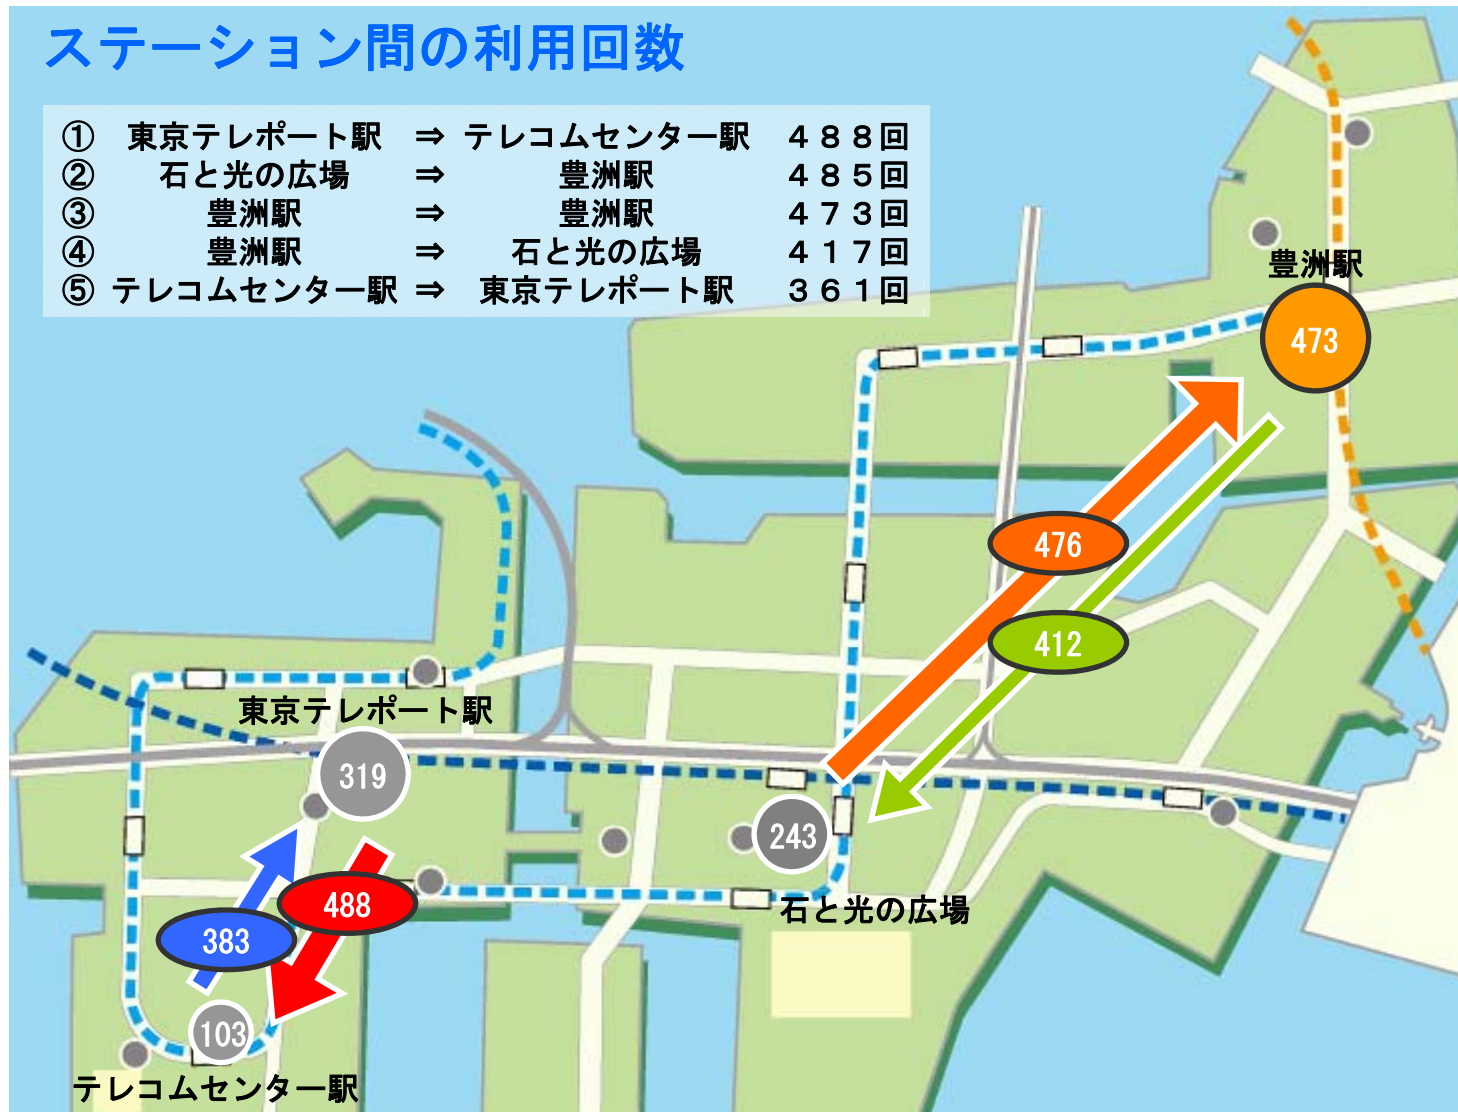 ステーション間の利用回数
① 東京テレポート駅 ⇒ テレコムセンター駅 ４８８回
② 石と光の広場 ⇒ 豊洲駅 ４８５回
③ 豊洲駅 ⇒ 豊洲駅 ４７３回
④ 豊洲駅 ⇒ 石と光の広場 ４１７回
⑤ テレコムセンター駅 ⇒ 東京テレポート駅 ３６１回
豊洲駅
473
476
412
東京テレポート駅
319
243
488
石と光の広場
383
103
テレコムセンター駅